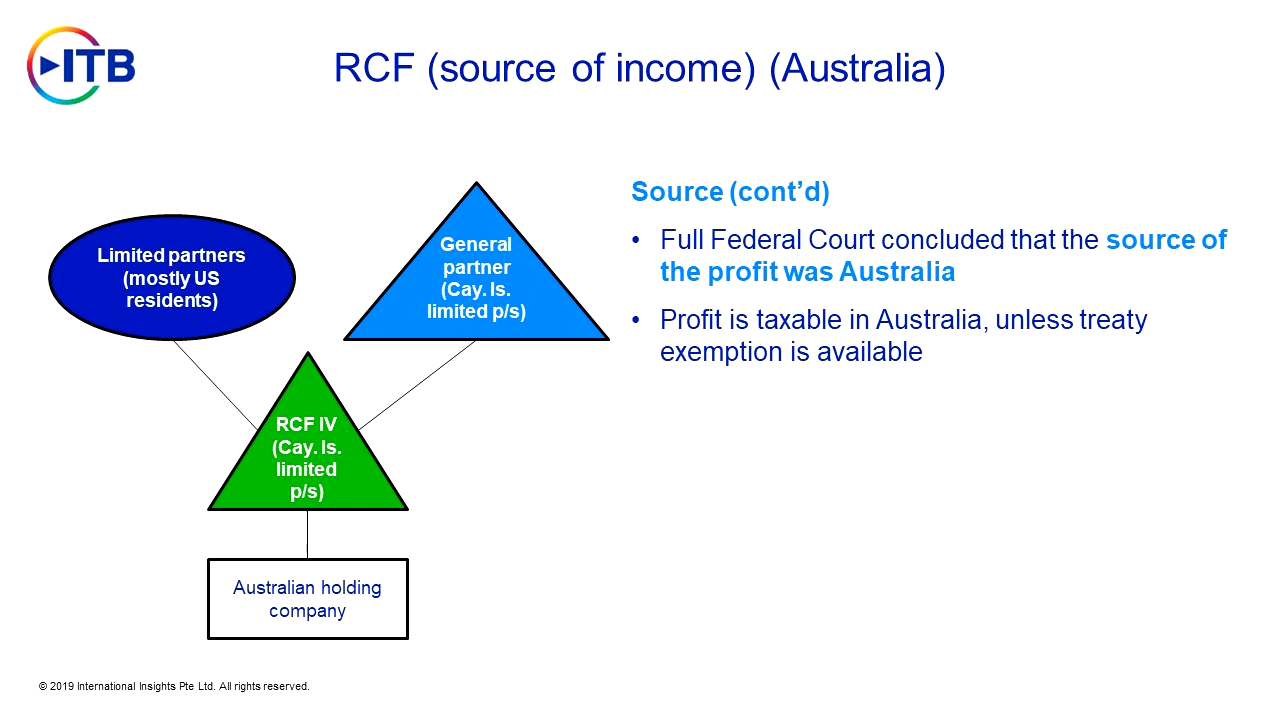 ITB
RCF (source of income) (Australia)
Limited partners
(mostly US
residents)
General
partner
(Cay. Is.
limited p/s)
RCF IV
(Cay. Is.
limited
p/s)
Australian holding
company
Source (cont’d)
• Full Federal Court concluded that the source of
the profit was Australia
• Profit is taxable in Australia, unless treaty
exemption is available
© 2019 International Insights Pte Ltd. All rights reserved.